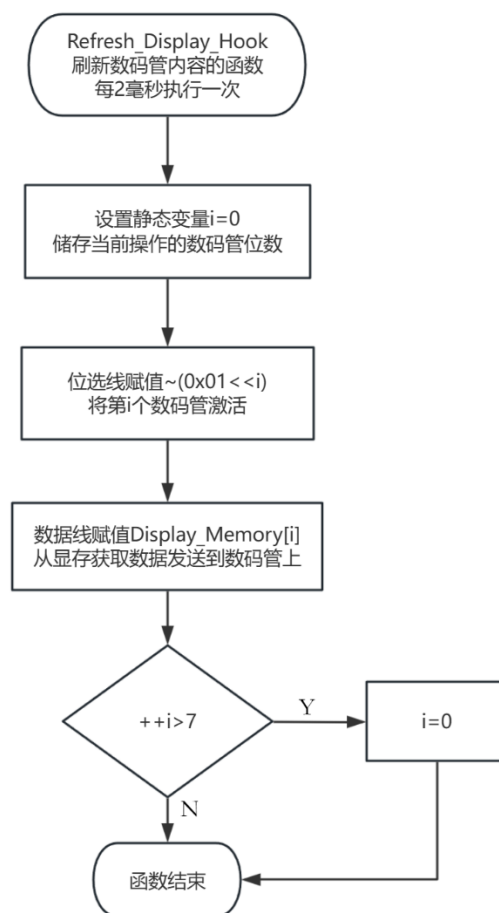 Refresh_Display_Hook
刷新数码管内容的函数
每2毫秒执行一次
设置静态变量i=0
储存当前操作的数码管位数
位选线赋值~(0x01<<i)
将第i个数码管激活
数据线赋值Display_Memory[i]
从显存获取数据发送到数码管上
++i>7
Y
i=0
N
函数结束